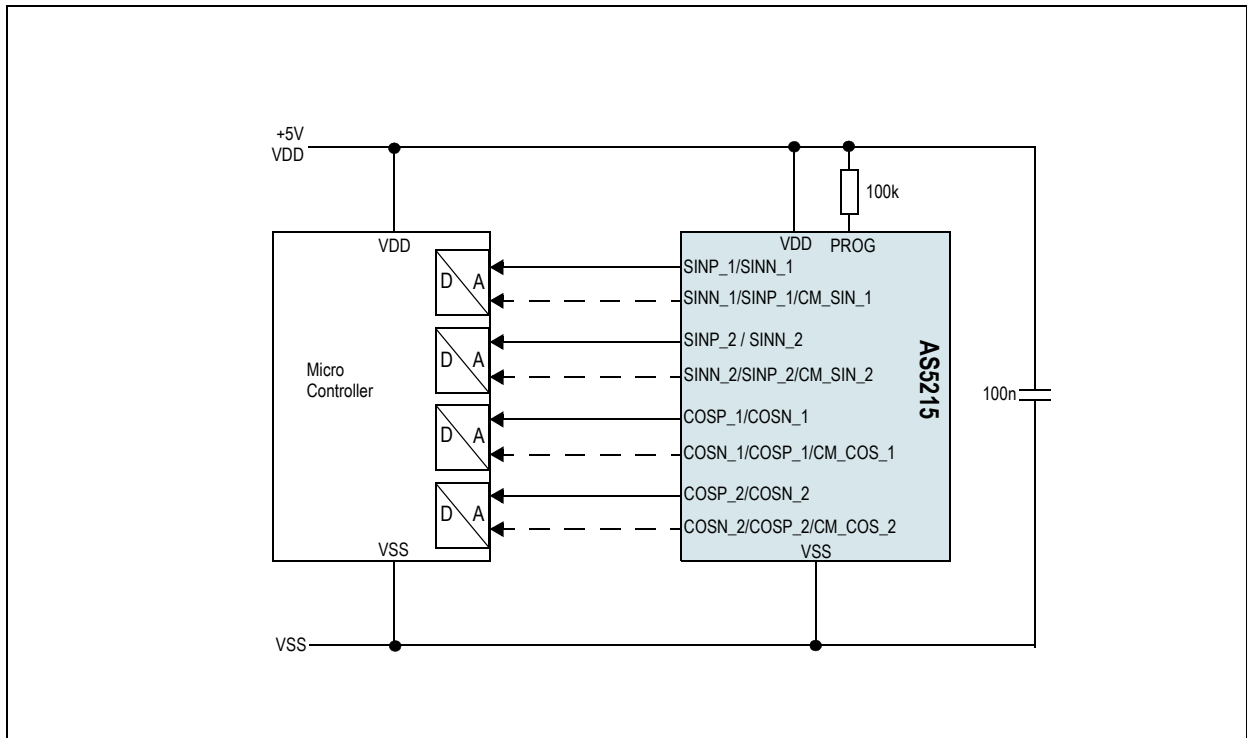 +5V
VDD
100k
VDD
VDD PROG
D A
SINP_1/SINN_1
SINN_1/SINP_1/CM_SIN_1
D A
SINP_2 / SINN_2
SINN_2/SINP_2/CM_SIN_2
Micro
Controller
AS5215
100n
D A
COSP_1/COSN_1
COSN_1/COSP_1/CM_COS_1
D A
COSP_2/COSN_2
COSN_2/COSP_2/CM_COS_2
VSS
VSS
VSS